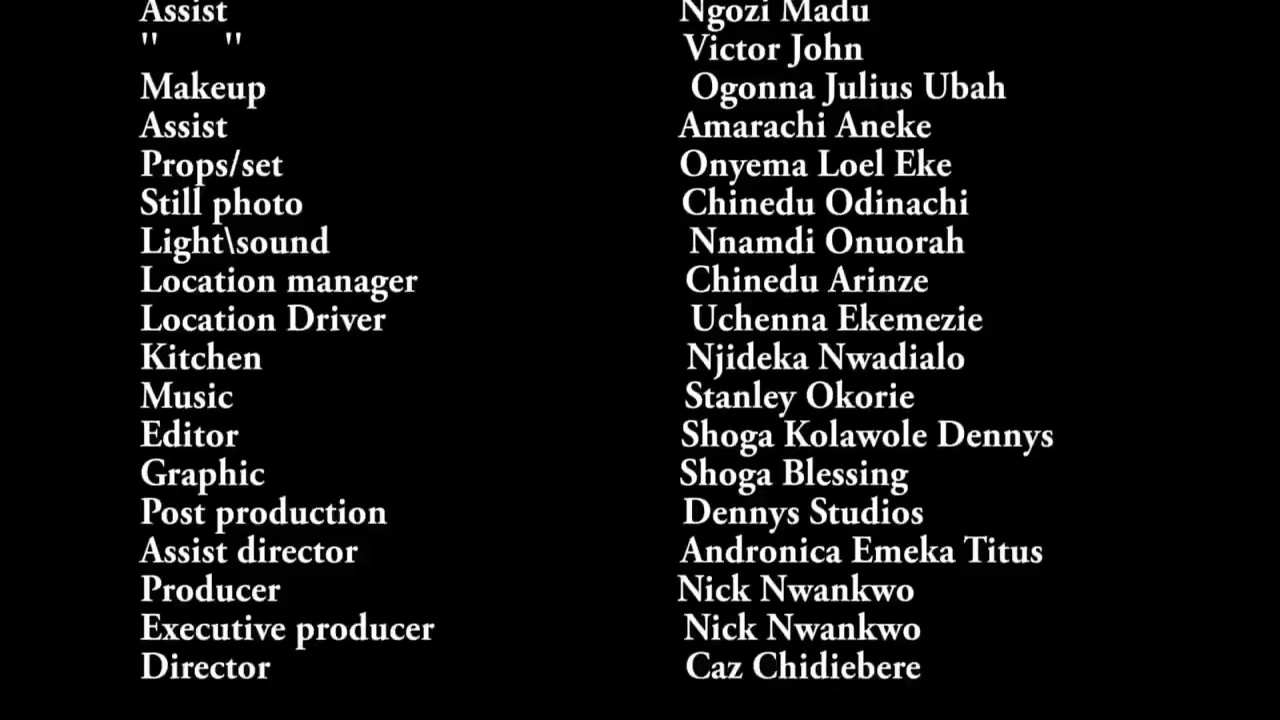 Assist Ngozi Madu
" " Victor John
Makeup Ogonna Julius Ubah
Assist Amarachi Aneke
Props/set Onyema Loel Eke
Still photo Chinedu Odinachi
Light\sound Nnamdi Onuorah
Location manager Chinedu Arinze
Location Driver Uchenna Ekemezie
Kitchen Njideka Nwadialo
Music Stanley Okorie
Editor Shoga Kolawole Dennys
Graphic Shoga Blessing
Post production Dennys Studios
Assist director Andronica Emeka Titus
Producer Nick Nwankwo
Executive producer Nick Nwankwo
Director Caz Chidiebere